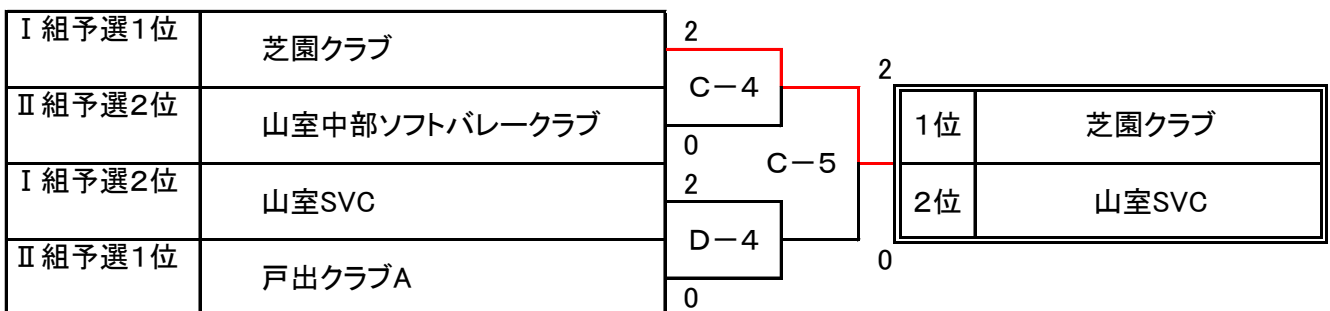 Ⅰ組予選1位
芝園クラブ
2
C-4
2
Ⅱ組予選2位
山室中部ソフトバレークラブ
0
C-5
1位
芝園クラブ
Ⅰ組予選2位
山室SVC
2
2位
山室SVC
D-4
0
Ⅱ組予選1位
戸出クラブA
0